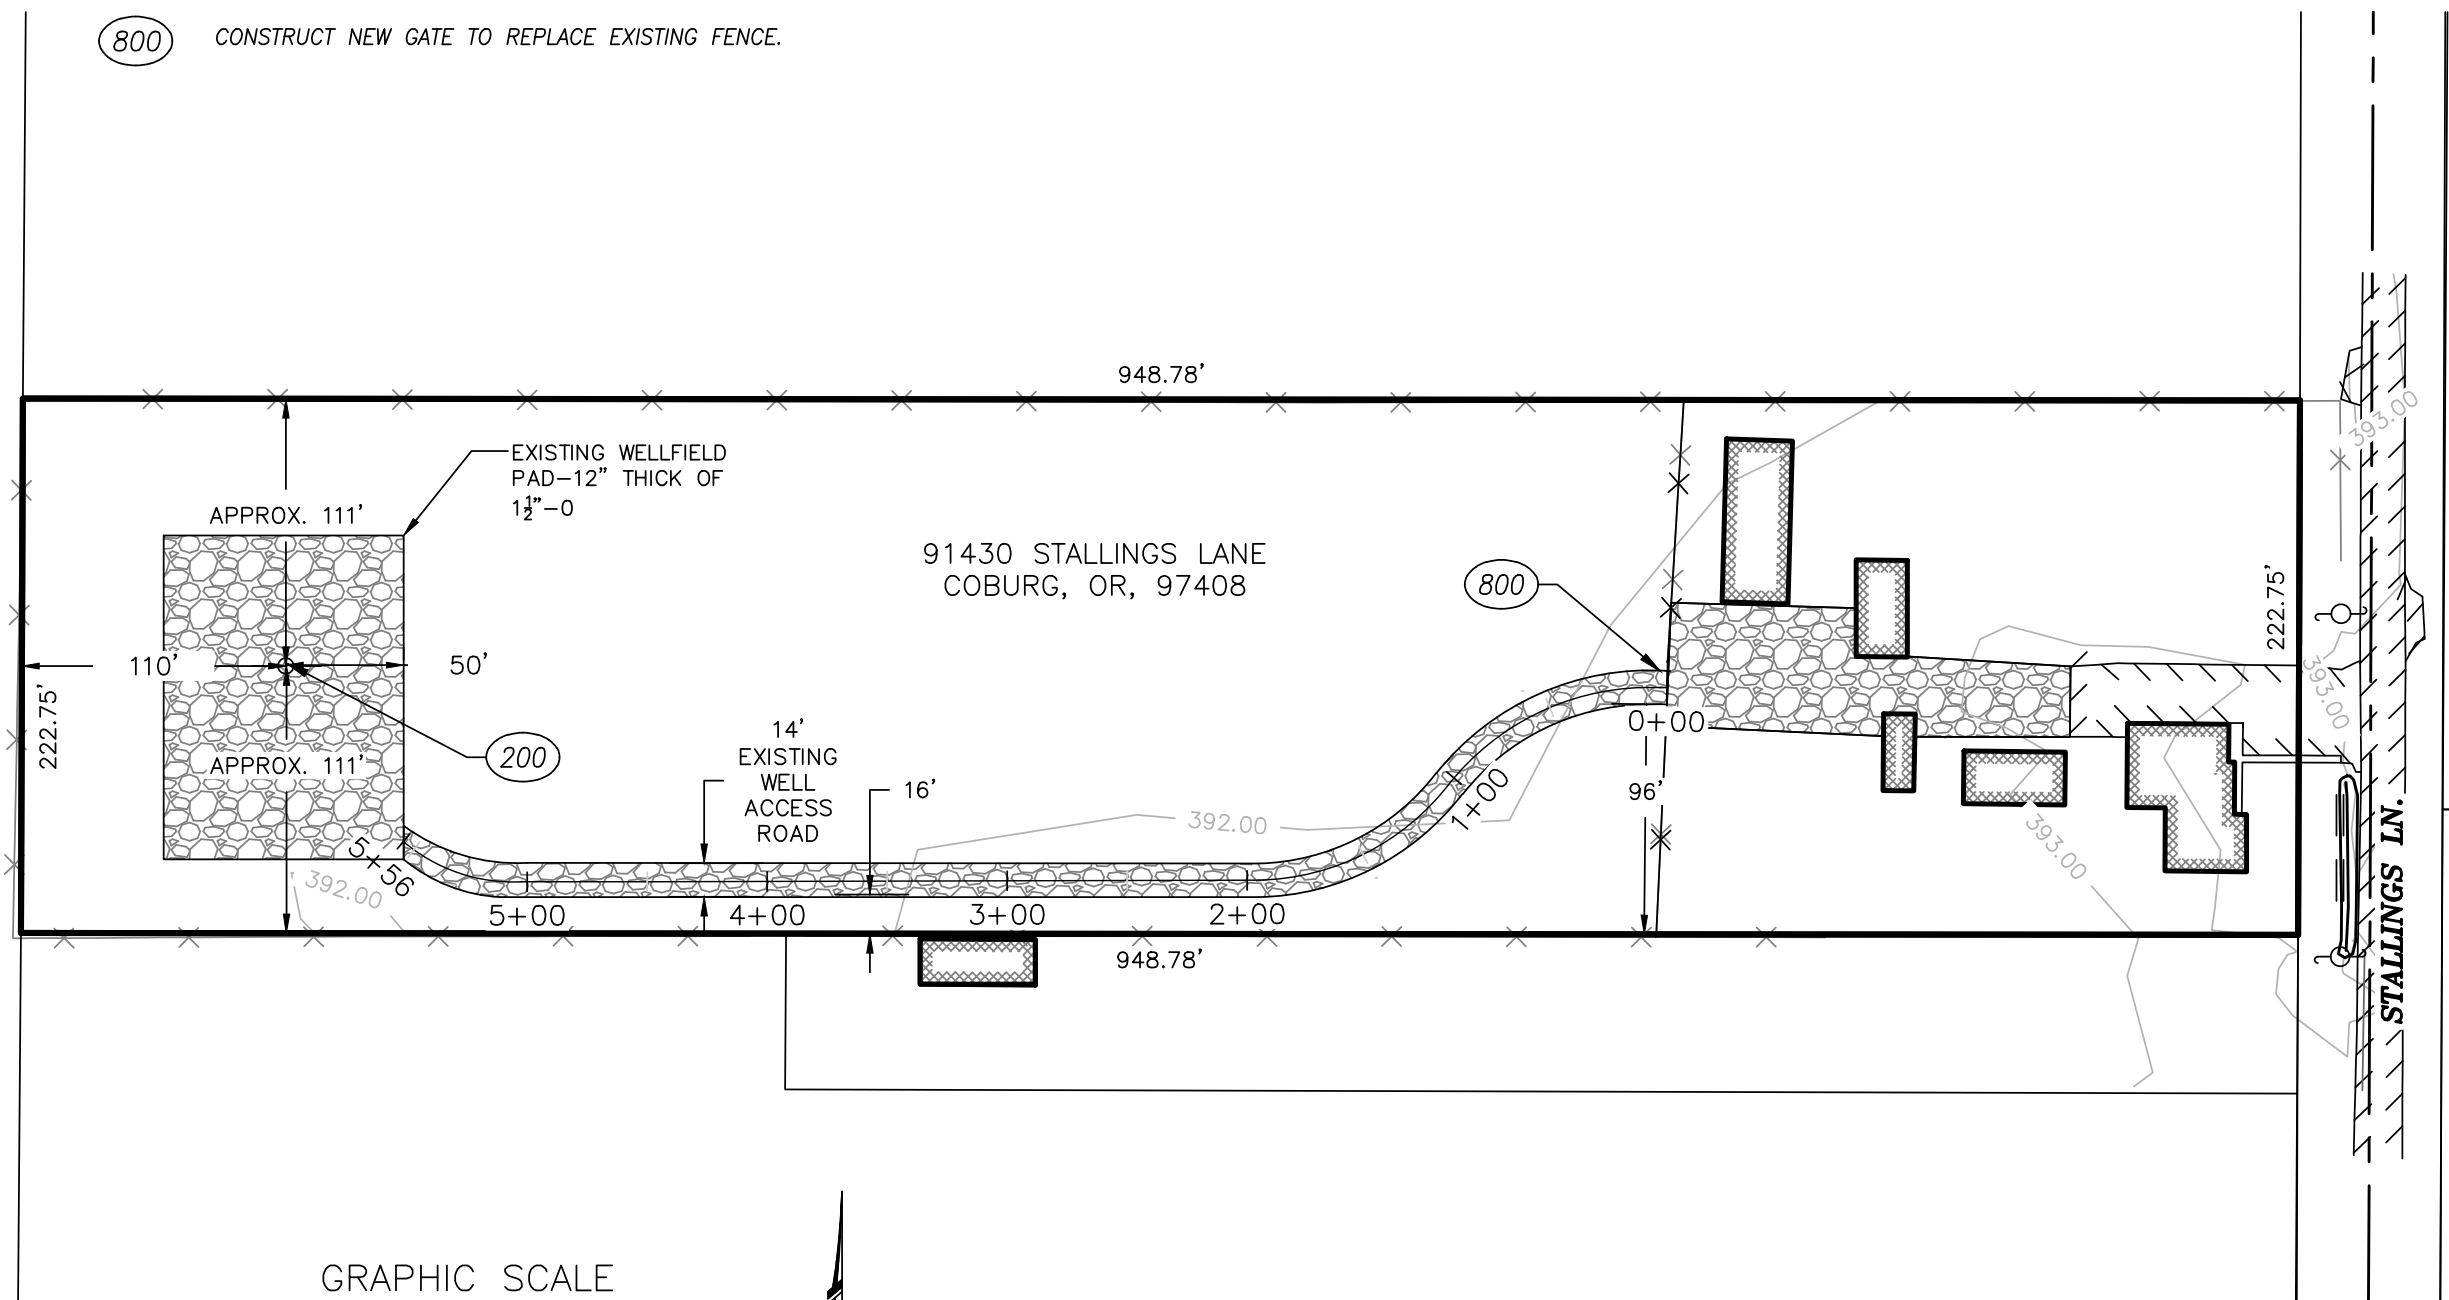 800 CONSTRUCT NEW GATE TO REPLACE EXISTING FENCE.
948.78'
393.00
EXISTING WELLFIELD
PAD-12" THICK OF
1 1/2"-0
APPROX. 111'
91430 STALLINGS LANE
COBURG, OR, 97408
800
222.75'
110'
50'
222.75'
393.00
0+00
14'
EXISTING
WELL
ACCESS
ROAD
200
APPROX. 111'
16'
96'
1+00
392.00
393.00
5+56
392.00
5+00
4+00
3+00
2+00
948.78'
STALLINGS LN.
GRAPHIC SCALE